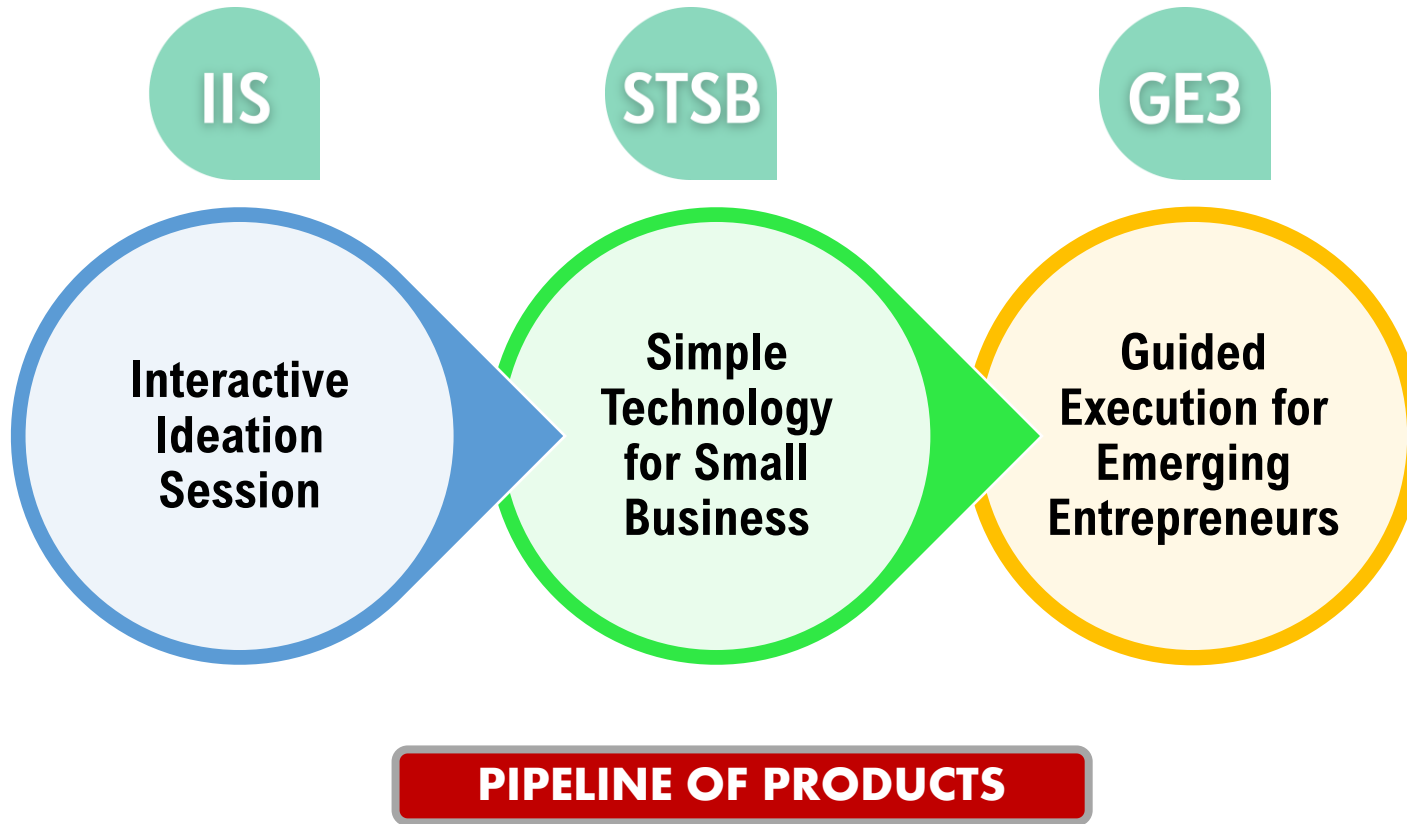 IIS
STSB
GE3
Interactive
Ideation
Session
Simple
Technology
for Small
Business
Guided
Execution for
Emerging
Entrepreneurs
PIPELINE OF PRODUCTS